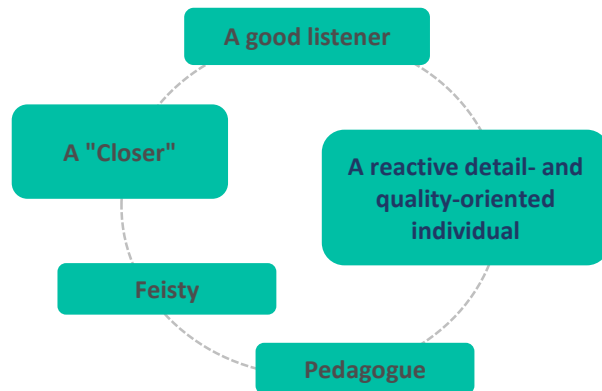 A good listener
A "Closer"
A reactive detail- and
quality-oriented
individual
Feisty
Pedagogue